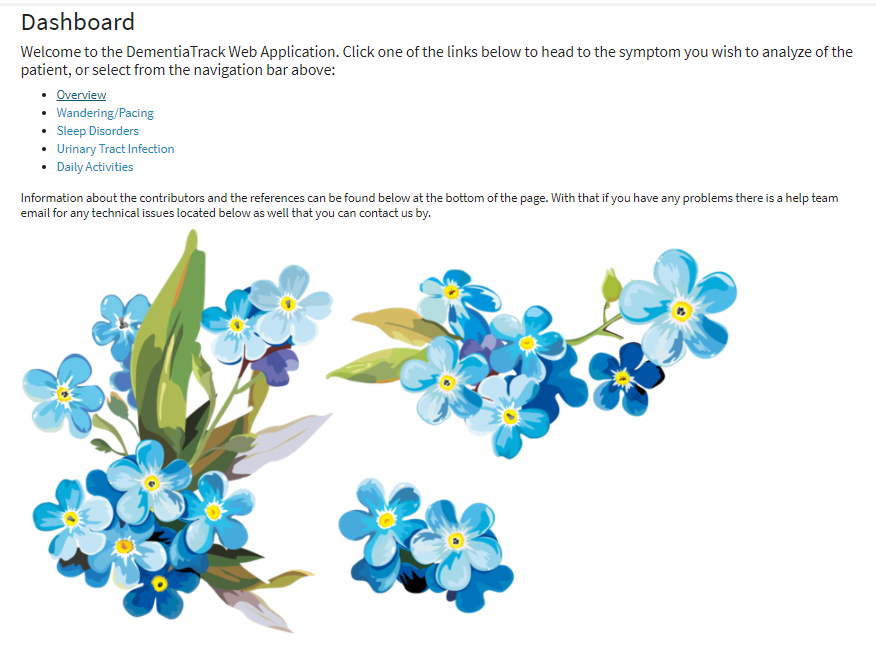 Dashboard
Welcome to the DementiaTrack Web Application. Click one of the links below to head to the symptom you wish to analyze of the
patient, or select from the navigation bar above:
Overview
Wandering/Pacing
Sleep Disorders
Urinary Tract Infection
Daily Activities
Information about the contributors and the references can be found below at the bottom of the page. With that if you have any problems there is a help team
email for any technical issues located below as well that you can contact us by.